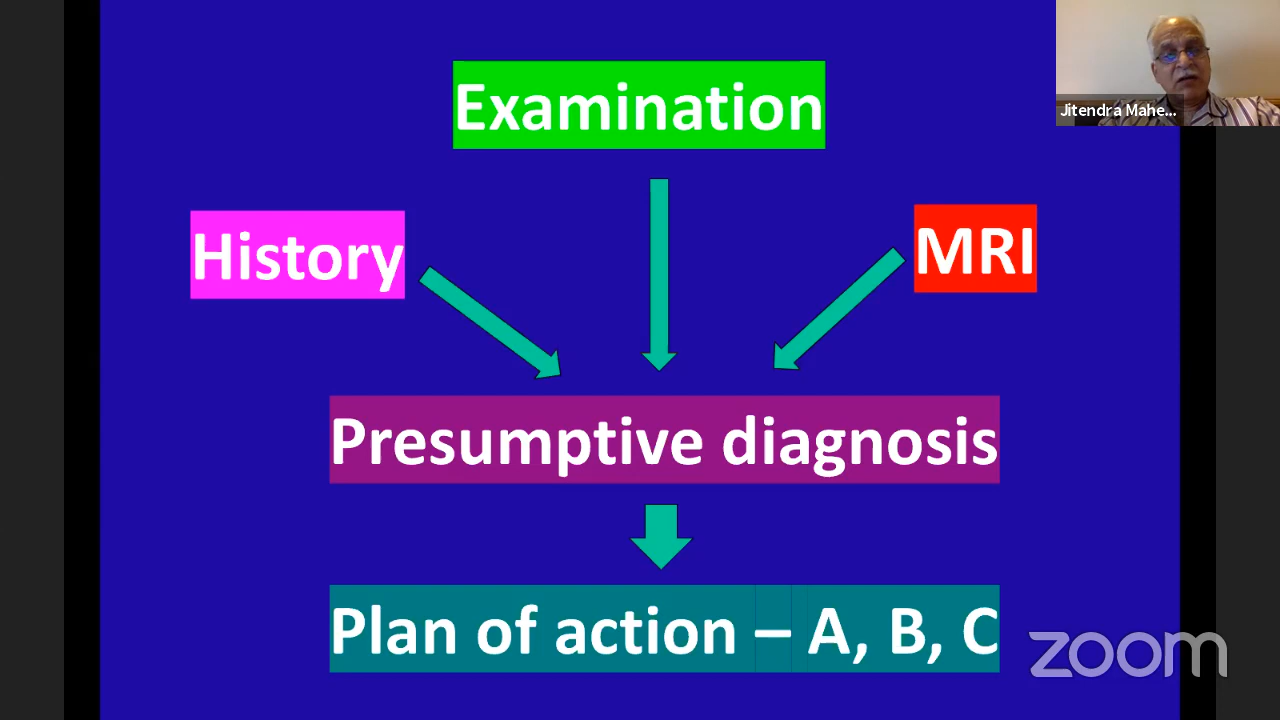 Examination
Jitendra Mahe...
History
MRI
Presumptive diagnosis
Plan of action – A, B, C
zoom